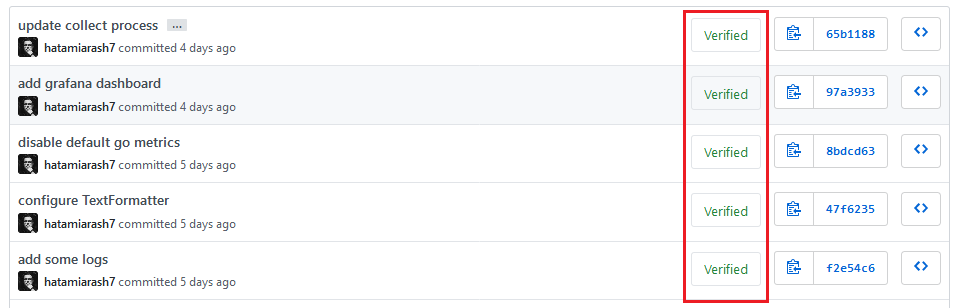 update collect process ...
Verified
65b1188
hatamiarash7 committed 4 days ago
add grafana dashboard
Verified
97a3933
hatamiarash7 committed 4 days ago
disable default go metrics
Verified
8bdcd63
hatamiarash7 committed 5 days ago
configure TextFormatter
Verified
47f6235
hatamiarash7 committed 5 days ago
add some logs
Verified
f2e54c6
hatamiarash7 committed 5 days ago